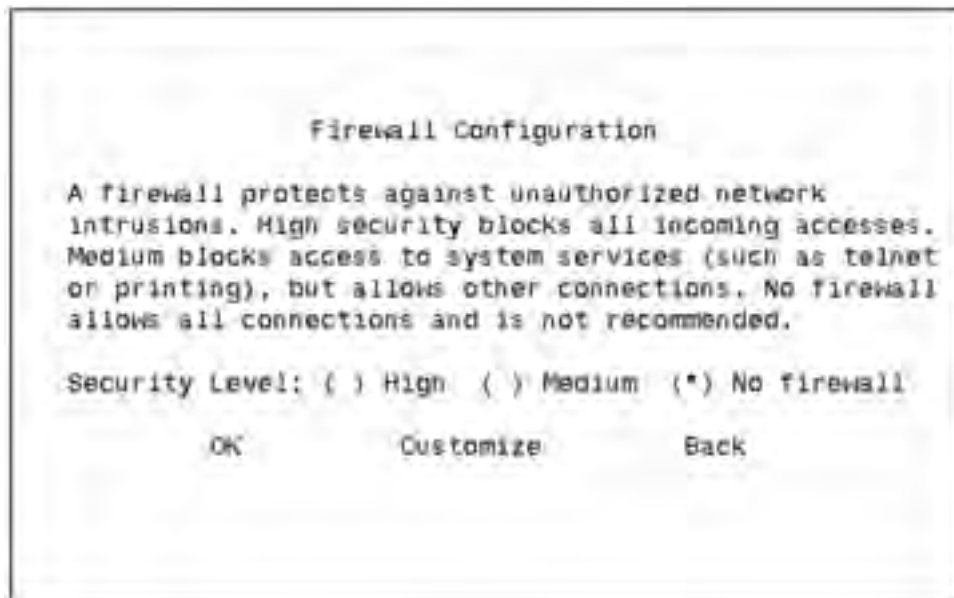 Firewall Configuration
A firewall protects against unauthorized network
intrusions. High security blocks all incoming accesses.
Medium blocks access to system services (such as telnet
or printing), but allows other connections. No firewall
allows all connections and is not recommended.
Security Level: ( ) High ( ) Medium (*) No firewall
OK Customize Back